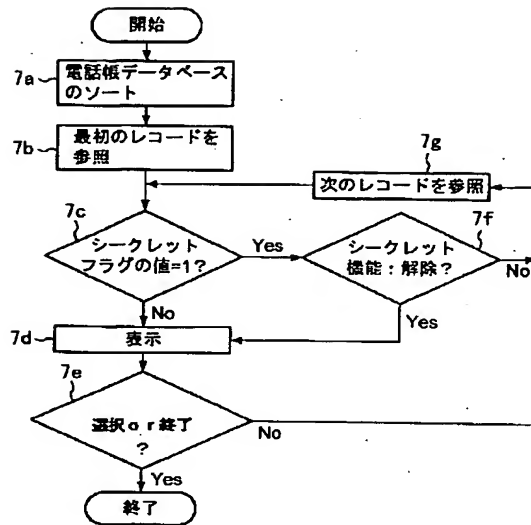 開始
7a
電話帳データベース
のソート
7b
最初のレコードを
参照
7g
次のレコードを参照
7c
シークレット
フラグの値=1?
Yes
No
7f
シークレット
機能:解除?
No
Yes
7d
表示
7e
選択or終了
?
No
Yes
終了